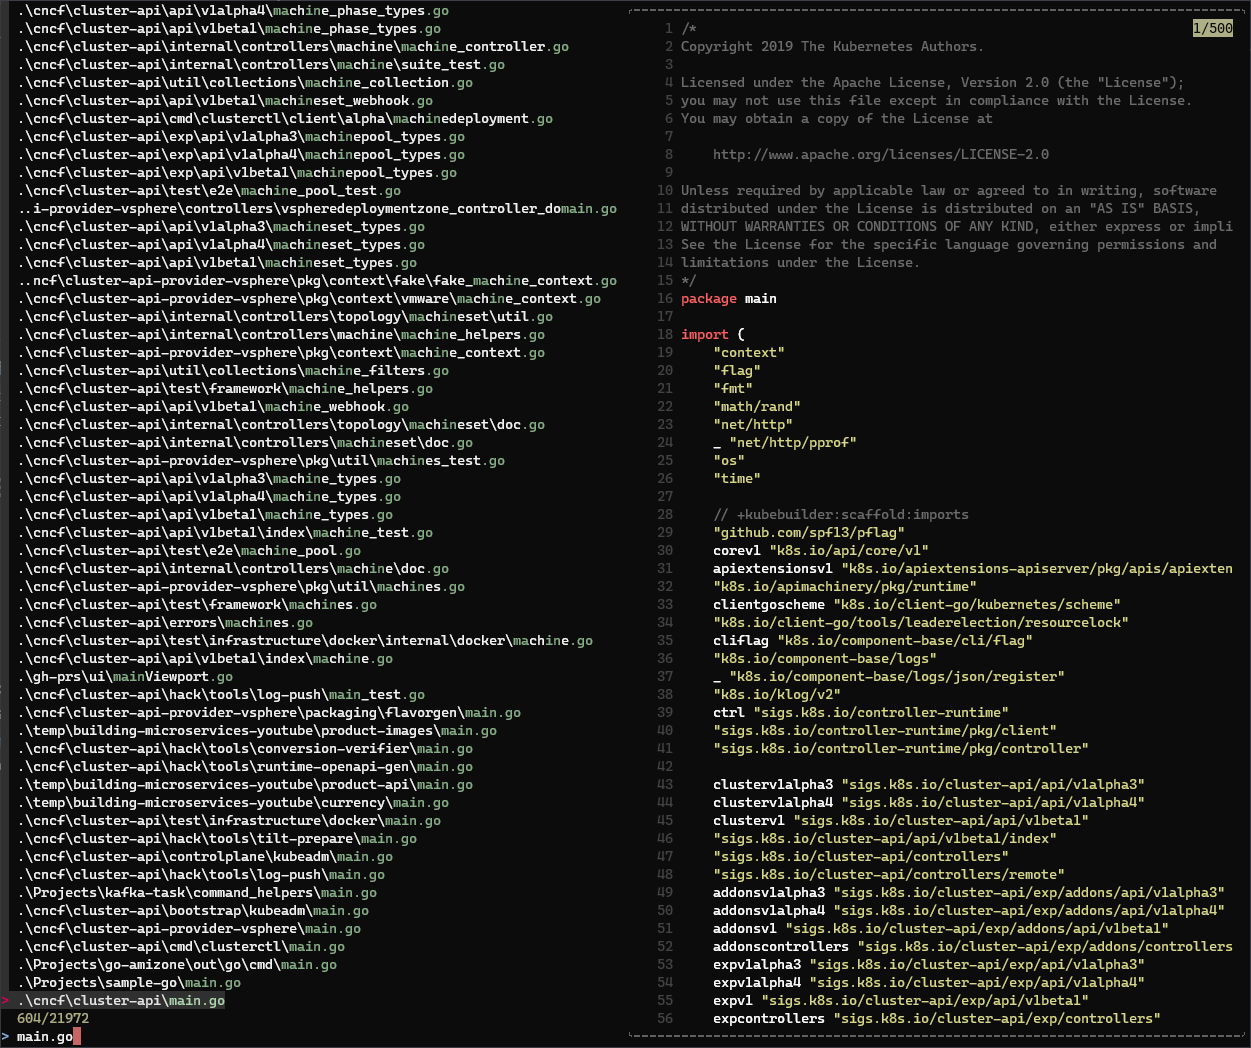 .\cncf\cluster-api\api\v1alpha4\machine_phase_types.go
.\cncf\cluster-api\api\v1beta1\machine_phase_types.go
.\cncf\cluster-api\internal\controllers\machine\machine_controller.go
.\cncf\cluster-api\internal\controllers\machine\suite_test.go
.\cncf\cluster-api\util\collections\machine_collection.go
.\cncf\cluster-api\api\v1beta1\machineset_webhook.go
.\cncf\cluster-api\cmd\clusterctl\client\alpha\machinedeployment.go
.\cncf\cluster-api\exp\api\v1alpha3\machinepool_types.go
.\cncf\cluster-api\exp\api\v1alpha4\machinepool_types.go
.\cncf\cluster-api\exp\api\v1beta1\machinepool_types.go
.\cncf\cluster-api\test\e2e\machine_pool_test.go
..i-provider-vsphere\controllers\vspheredeploymentzone_controller_domain.go
.\cncf\cluster-api\api\v1alpha3\machineset_types.go
.\cncf\cluster-api\api\v1alpha4\machineset_types.go
.\cncf\cluster-api\api\v1beta1\machineset_types.go
..ncf\cluster-api-provider-vsphere\pkg\context\fake\fake_machine_context.go
.\cncf\cluster-api-provider-vsphere\pkg\context\vmware\machine_context.go
.\cncf\cluster-api\internal\controllers\topology\machineset\util.go
.\cncf\cluster-api\internal\controllers\machine\machine_helpers.go
.\cncf\cluster-api-provider-vsphere\pkg\context\machine_context.go
.\cncf\cluster-api\util\collections\machine_filters.go
.\cncf\cluster-api\test\framework\machine_helpers.go
.\cncf\cluster-api\api\v1beta1\machine_webhook.go
.\cncf\cluster-api\internal\controllers\topology\machineset\doc.go
.\cncf\cluster-api\internal\controllers\machineset\doc.go
.\cncf\cluster-api-provider-vsphere\pkg\util\machines_test.go
.\cncf\cluster-api\api\v1alpha3\machine_types.go
.\cncf\cluster-api\api\v1alpha4\machine_types.go
.\cncf\cluster-api\api\v1beta1\machine_types.go
.\cncf\cluster-api\api\v1beta1\index\machine_test.go
.\cncf\cluster-api\test\e2e\machine_pool.go
.\cncf\cluster-api\internal\controllers\machine\doc.go
.\cncf\cluster-api-provider-vsphere\pkg\util\machines.go
.\cncf\cluster-api\test\framework\machines.go
.\cncf\cluster-api\errors\machines.go
.\cncf\cluster-api\test\infrastructure\docker\internal\docker\machine.go
.\cncf\cluster-api\api\v1beta1\index\machine.go
.\gh-prs\ui\mainViewport.go
.\cncf\cluster-api\hack\tools\log-push\main_test.go
.\cncf\cluster-api-provider-vsphere\packaging\flavorgen\main.go
.\temp\building-microservices-youtube\product-images\main.go
.\cncf\cluster-api\hack\tools\conversion-verifier\main.go
.\cncf\cluster-api\hack\tools\runtime-openapi-gen\main.go
.\temp\building-microservices-youtube\product-api\main.go
.\temp\building-microservices-youtube\currency\main.go
.\cncf\cluster-api\test\infrastructure\docker\main.go
.\cncf\cluster-api\hack\tools\tilt-prepare\main.go
.\cncf\cluster-api\controlplane\kubeadm\main.go
.\cncf\cluster-api\hack\tools\log-push\main.go
.\Projects\kafka-task\command_helpers\main.go
.\cncf\cluster-api\bootstrap\kubeadm\main.go
.\cncf\cluster-api-provider-vsphere\main.go
.\cncf\cluster-api\cmd\clusterctl\main.go
.\Projects\go-amizone\out\go\cmd\main.go
.\Projects\sample-go\main.go
> .\cncf\cluster-api\main.go
604/21972
> main.go
1/500
1 /*
2 Copyright 2019 The Kubernetes Authors.
3
4 Licensed under the Apache License, Version 2.0 (the "License");
5 you may not use this file except in compliance with the License.
6 You may obtain a copy of the License at
7
8     http://www.apache.org/licenses/LICENSE-2.0
9
10 Unless required by applicable law or agreed to in writing, software
11 distributed under the License is distributed on an "AS IS" BASIS,
12 WITHOUT WARRANTIES OR CONDITIONS OF ANY KIND, either express or impli
13 See the License for the specific language governing permissions and
14 limitations under the License.
15 */
16 package main
17
18 import (
19     "context"
20     "flag"
21     "fmt"
22     "math/rand"
23     "net/http"
24     _ "net/http/pprof"
25     "os"
26     "time"
27
28     // +kubebuilder:scaffold:imports
29     "github.com/spf13/pflag"
30     corev1 "k8s.io/api/core/v1"
31     apiextensionsv1 "k8s.io/apiextensions-apiserver/pkg/apis/apiexten
32     "k8s.io/apimachinery/pkg/runtime"
33     clientgoscheme "k8s.io/client-go/kubernetes/scheme"
34     "k8s.io/client-go/tools/leaderelection/resourcelock"
35     cliflag "k8s.io/component-base/cli/flag"
36     "k8s.io/component-base/logs"
37     _ "k8s.io/component-base/logs/json/register"
38     "k8s.io/klog/v2"
39     ctrl "sigs.k8s.io/controller-runtime"
40     "sigs.k8s.io/controller-runtime/pkg/client"
41     "sigs.k8s.io/controller-runtime/pkg/controller"
42
43     clusterv1alpha3 "sigs.k8s.io/cluster-api/api/v1alpha3"
44     clusterv1alpha4 "sigs.k8s.io/cluster-api/api/v1alpha4"
45     clusterv1 "sigs.k8s.io/cluster-api/api/v1beta1"
46     "sigs.k8s.io/cluster-api/api/v1beta1/index"
47     "sigs.k8s.io/cluster-api/controllers"
48     "sigs.k8s.io/cluster-api/controllers/remote"
49     addonsv1alpha3 "sigs.k8s.io/cluster-api/exp/addons/api/v1alpha3"
50     addonsv1alpha4 "sigs.k8s.io/cluster-api/exp/addons/api/v1alpha4"
51     addonsv1 "sigs.k8s.io/cluster-api/exp/addons/api/v1beta1"
52     addonscontrollers "sigs.k8s.io/cluster-api/exp/addons/controllers
53     expv1alpha3 "sigs.k8s.io/cluster-api/exp/api/v1alpha3"
54     expv1alpha4 "sigs.k8s.io/cluster-api/exp/api/v1alpha4"
55     expv1 "sigs.k8s.io/cluster-api/exp/api/v1beta1"
56     expcontrollers "sigs.k8s.io/cluster-api/exp/controllers"